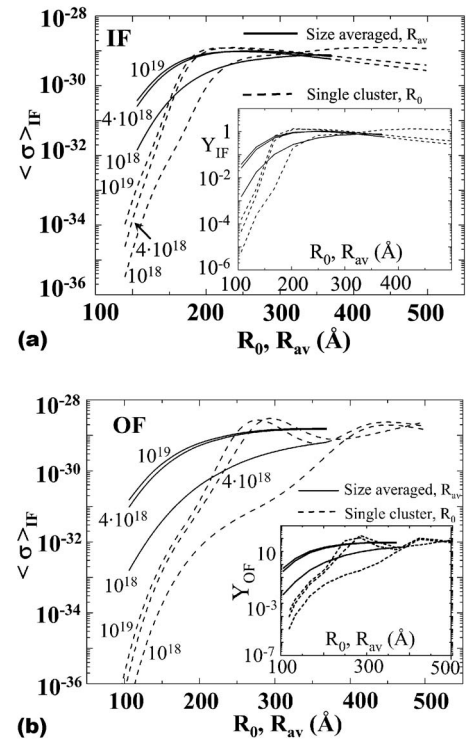 (a)
IF
Size averaged, R_av
Single cluster, R_0
10^-28
10^-30
10^-32
10^-34
10^-36
< σ >_IF
10^19
4·10^18
10^18
10^19
4·10^18
10^18
1
10^-2
10^-4
10^-6
Y_IF
R_0, R_av (Å)
100 200 300 400
100 200 300 400 500
R_0, R_av (Å)
(b)
OF
10^-28
10^-30
10^-32
10^-34
10^-36
< σ >_IF
10^19
4·10^18
10^18
4·10^18
10^19
10^18
Size averaged, R_av
Single cluster, R_0
10
10^-3
10^-7
Y_OF
R_0, R_av (Å)
100 200 300 400 500
100 200 300 400 500
R_0, R_av (Å)